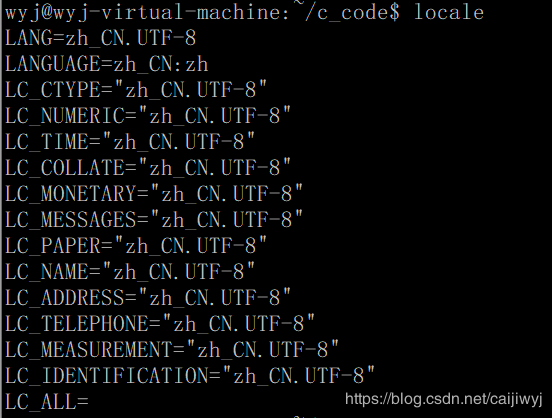 wyj@wyj-virtual-machine:~/c_code$ locale
LANG=zh_CN.UTF-8
LANGUAGE=zh_CN:zh
LC_CTYPE="zh_CN.UTF-8"
LC_NUMERIC="zh_CN.UTF-8"
LC_TIME="zh_CN.UTF-8"
LC_COLLATE="zh_CN.UTF-8"
LC_MONETARY="zh_CN.UTF-8"
LC_MESSAGES="zh_CN.UTF-8"
LC_PAPER="zh_CN.UTF-8"
LC_NAME="zh_CN.UTF-8"
LC_ADDRESS="zh_CN.UTF-8"
LC_TELEPHONE="zh_CN.UTF-8"
LC_MEASUREMENT="zh_CN.UTF-8"
LC_IDENTIFICATION="zh_CN.UTF-8"
LC_ALL=
https://blog.csdn.net/caijiwyj